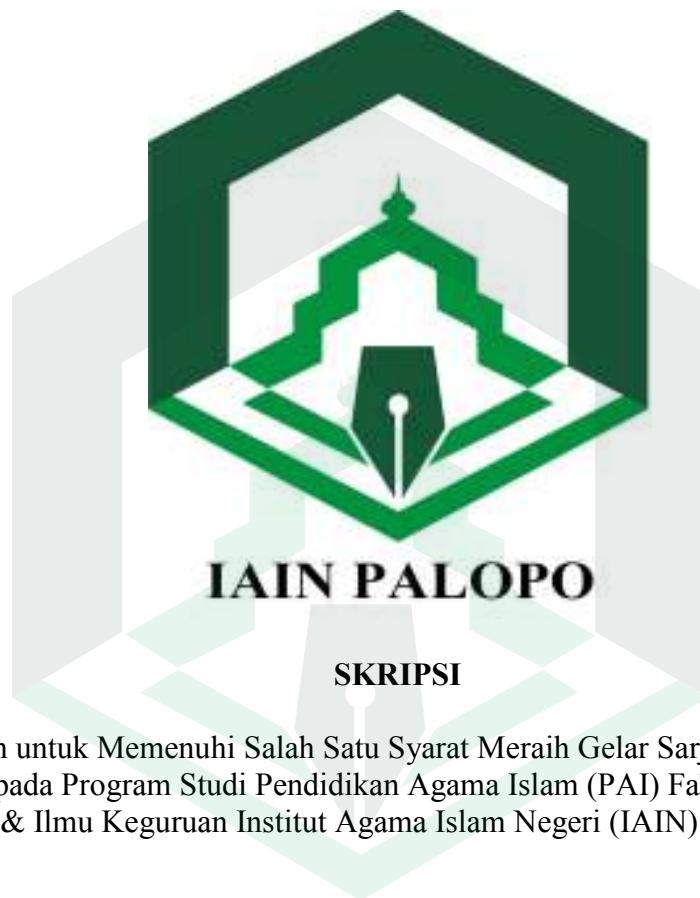 IAIN PALOPO
SKRIPSI
untuk Memenuhi Salah Satu Syarat Meraih Gelar
pada Program Studi Pendidikan Agama Islam (PAI)
& Ilmu Keguruan Institut Agama Islam Negeri (IAIN)